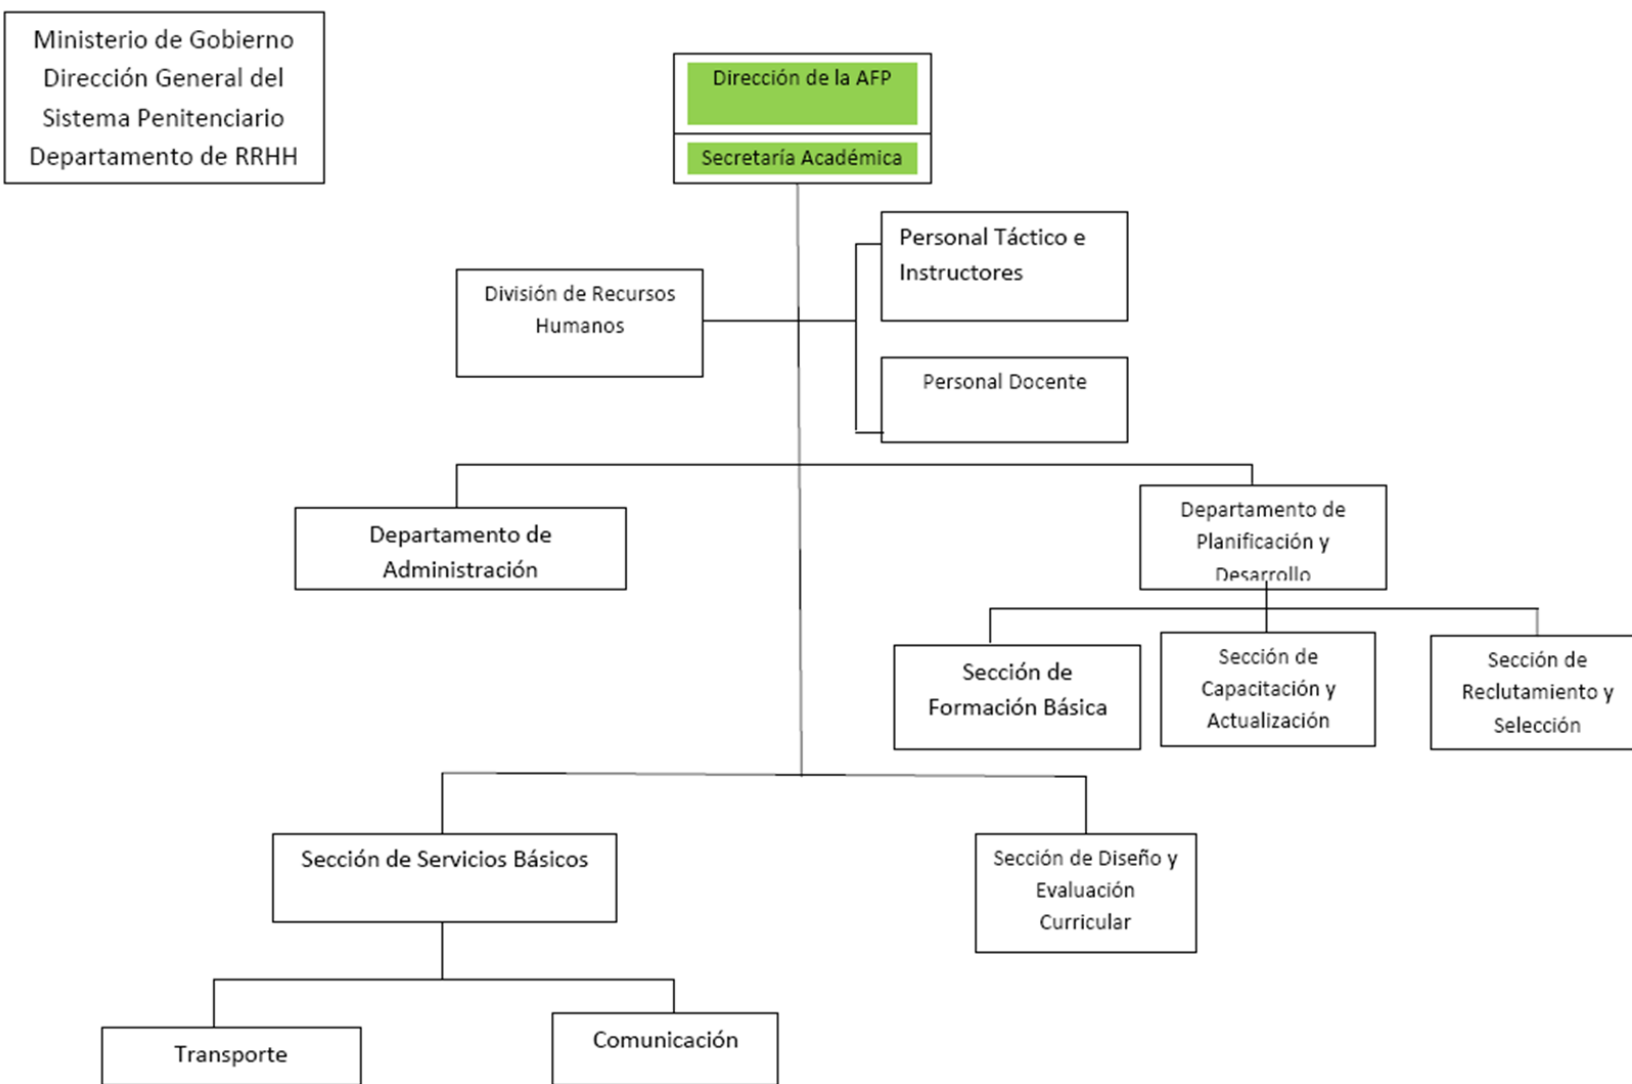 Ministerio de Gobierno
Dirección General del
Sistema Penitenciario
Departamento de RRHH
Dirección de la AFP
Secretaría Académica
Personal Táctico e
Instructores
División de Recursos
Humanos
Personal Docente
Departamento de
Administración
Departamento de
Planificación y
Desarrollo
Sección de
Formación Básica
Sección de
Capacitación y
Actualización
Sección de
Reclutamiento y
Selección
Sección de Servicios Básicos
Sección de Diseño y
Evaluación
Curricular
Transporte
Comunicación